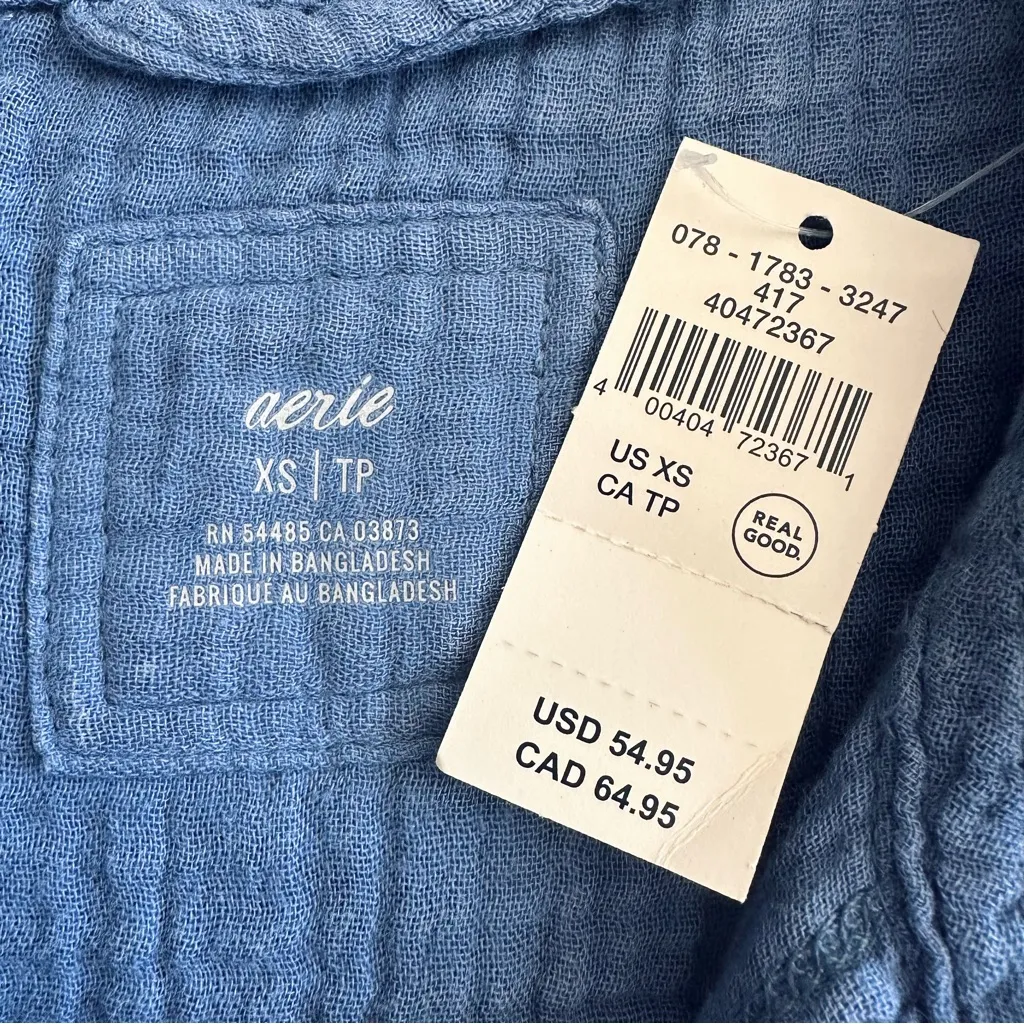 aerie
XS | TP
RN 54485 CA 03873
MADE IN BANGLADESH
FABRIQUÉ AU BANGLADESH
078 - 1783 - 3247
417
40472367
4 00404 72367 1
US XS
CA TP
REAL
GOOD.
USD 54.95
CAD 64.95